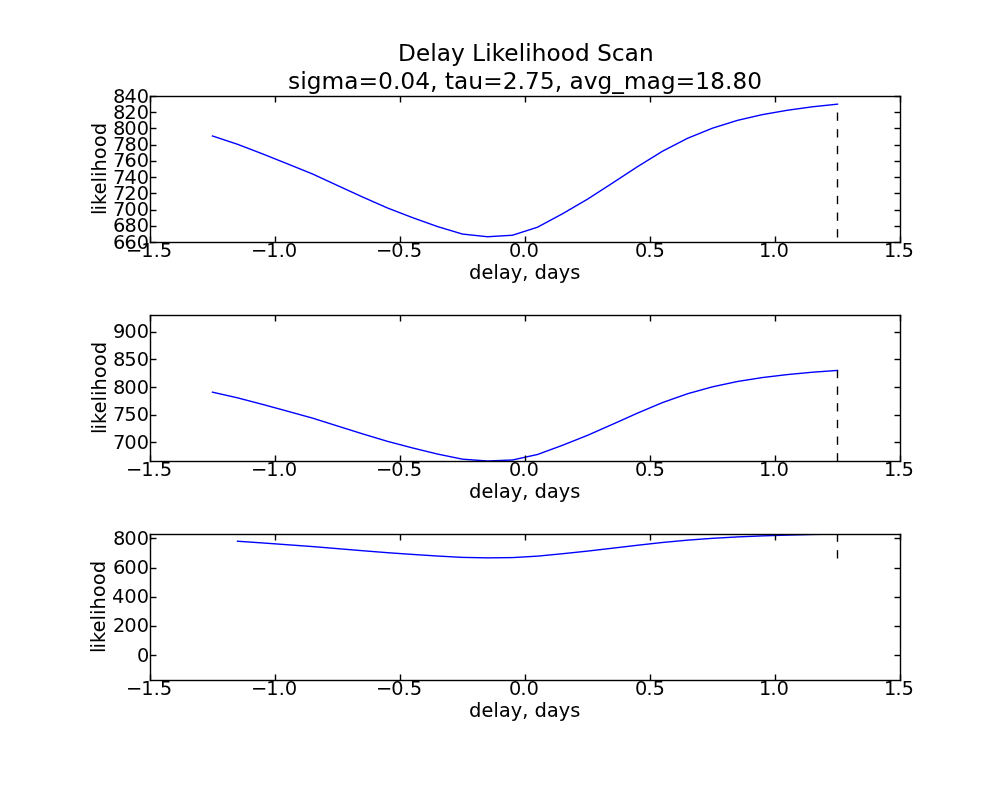 Delay Likelihood Scan
sigma=0.04, tau=2.75, avg_mag=18.80
840
820
800
780
760
740
720
700
680
660
likelihood
−1.5 −1.0 −0.5 0.0 0.5 1.0 1.5
delay, days
900
850
800
750
700
likelihood
−1.5 −1.0 −0.5 0.0 0.5 1.0 1.5
delay, days
800
600
400
200
0
likelihood
−1.5 −1.0 −0.5 0.0 0.5 1.0 1.5
delay, days